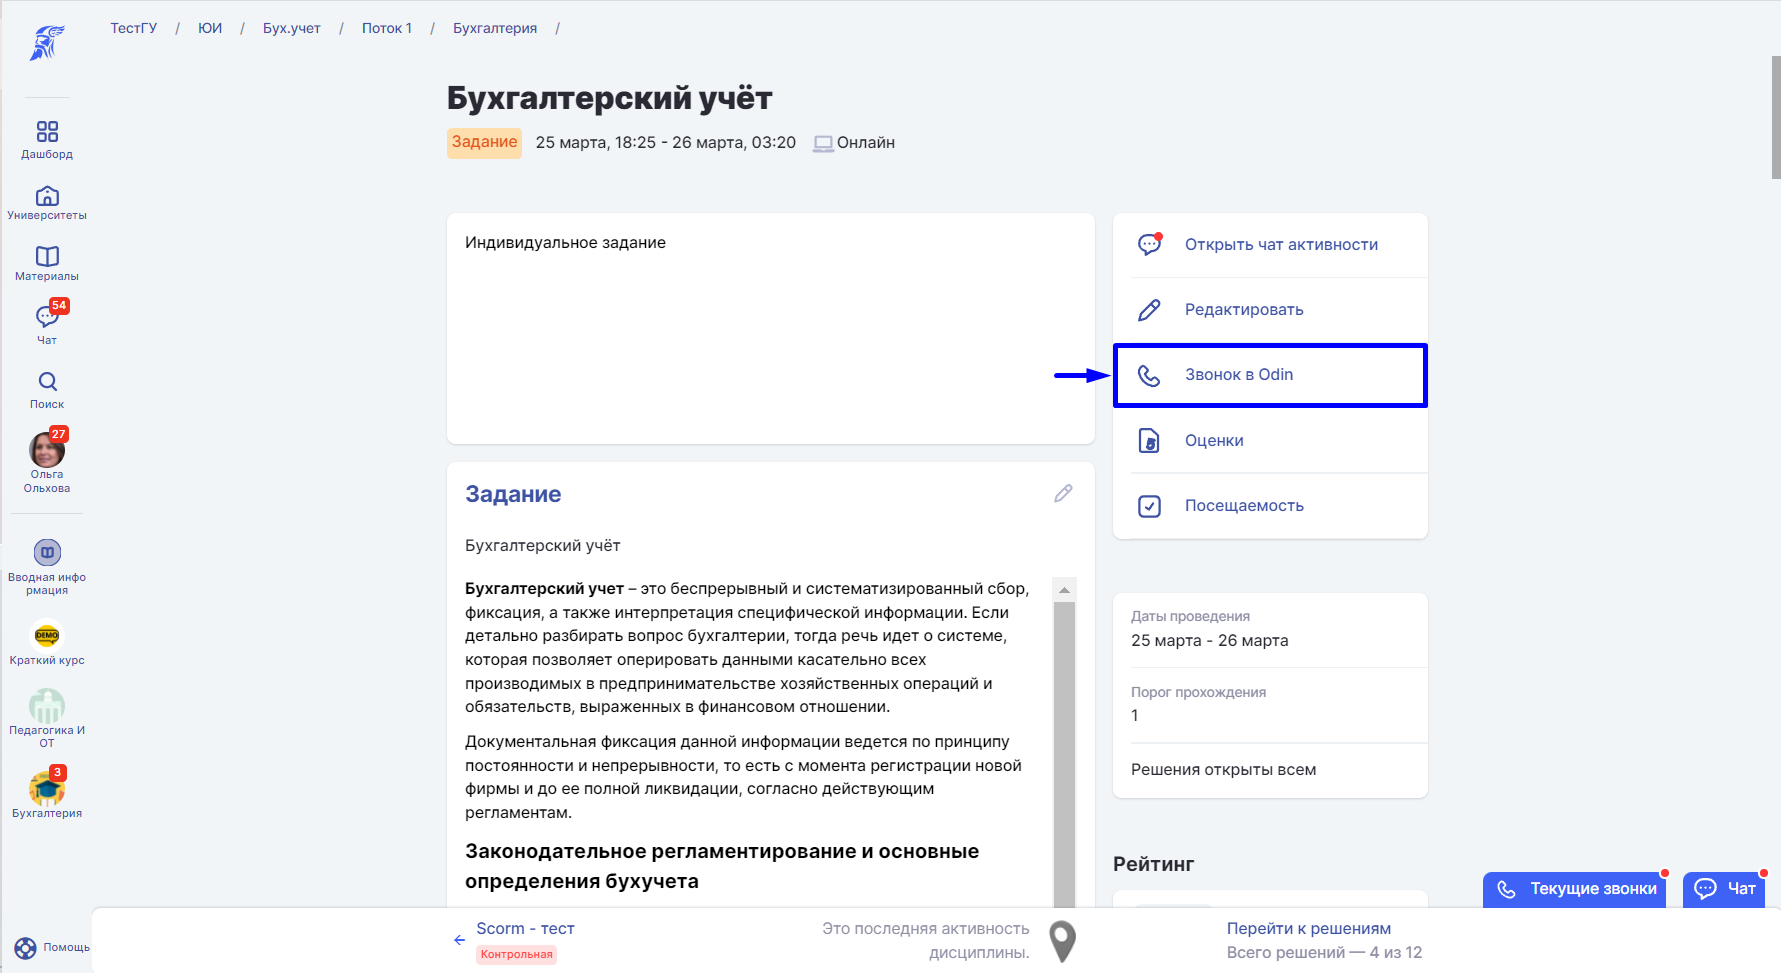 ТестГУ / ЮИ / Бух.учет / Поток 1 / Бухгалтерия /
Дашборд
Университеты
Материалы
54
Чат
Поиск
27
Ольга
Ольхова
Вводная инфо
рмация
DEMO
Краткий курс
Педагогика И
ОТ
3
Бухгалтерия
Помощь
Бухгалтерский учёт
Задание 25 марта, 18:25 - 26 марта, 03:20 Онлайн
Индивидуальное задание
Задание
Бухгалтерский учёт
Бухгалтерский учет – это беспрерывный и систематизированный сбор,
фиксация, а также интерпретация специфической информации. Если
детально разбирать вопрос бухгалтерии, тогда речь идет о системе,
которая позволяет оперировать данными касательно всех
производимых в предпринимательстве хозяйственных операций и
обязательств, выраженных в финансовом отношении.
Документальная фиксация данной информации ведется по принципу
постоянности и непрерывности, то есть с момента регистрации новой
фирмы и до ее полной ликвидации, согласно действующим
регламентам.
Законодательное регламентирование и основные
определения бухучета
Открыть чат активности
Редактировать
Звонок в Odin
5
Оценки
Посещаемость
Даты проведения
25 марта - 26 марта
Порог прохождения
1
Решения открыты всем
Рейтинг
Текущие звонки
Чат
Scorm - тест
Контрольная
Это последняя активность
дисциплины.
Перейти к решениям
Всего решений — 4 из 12